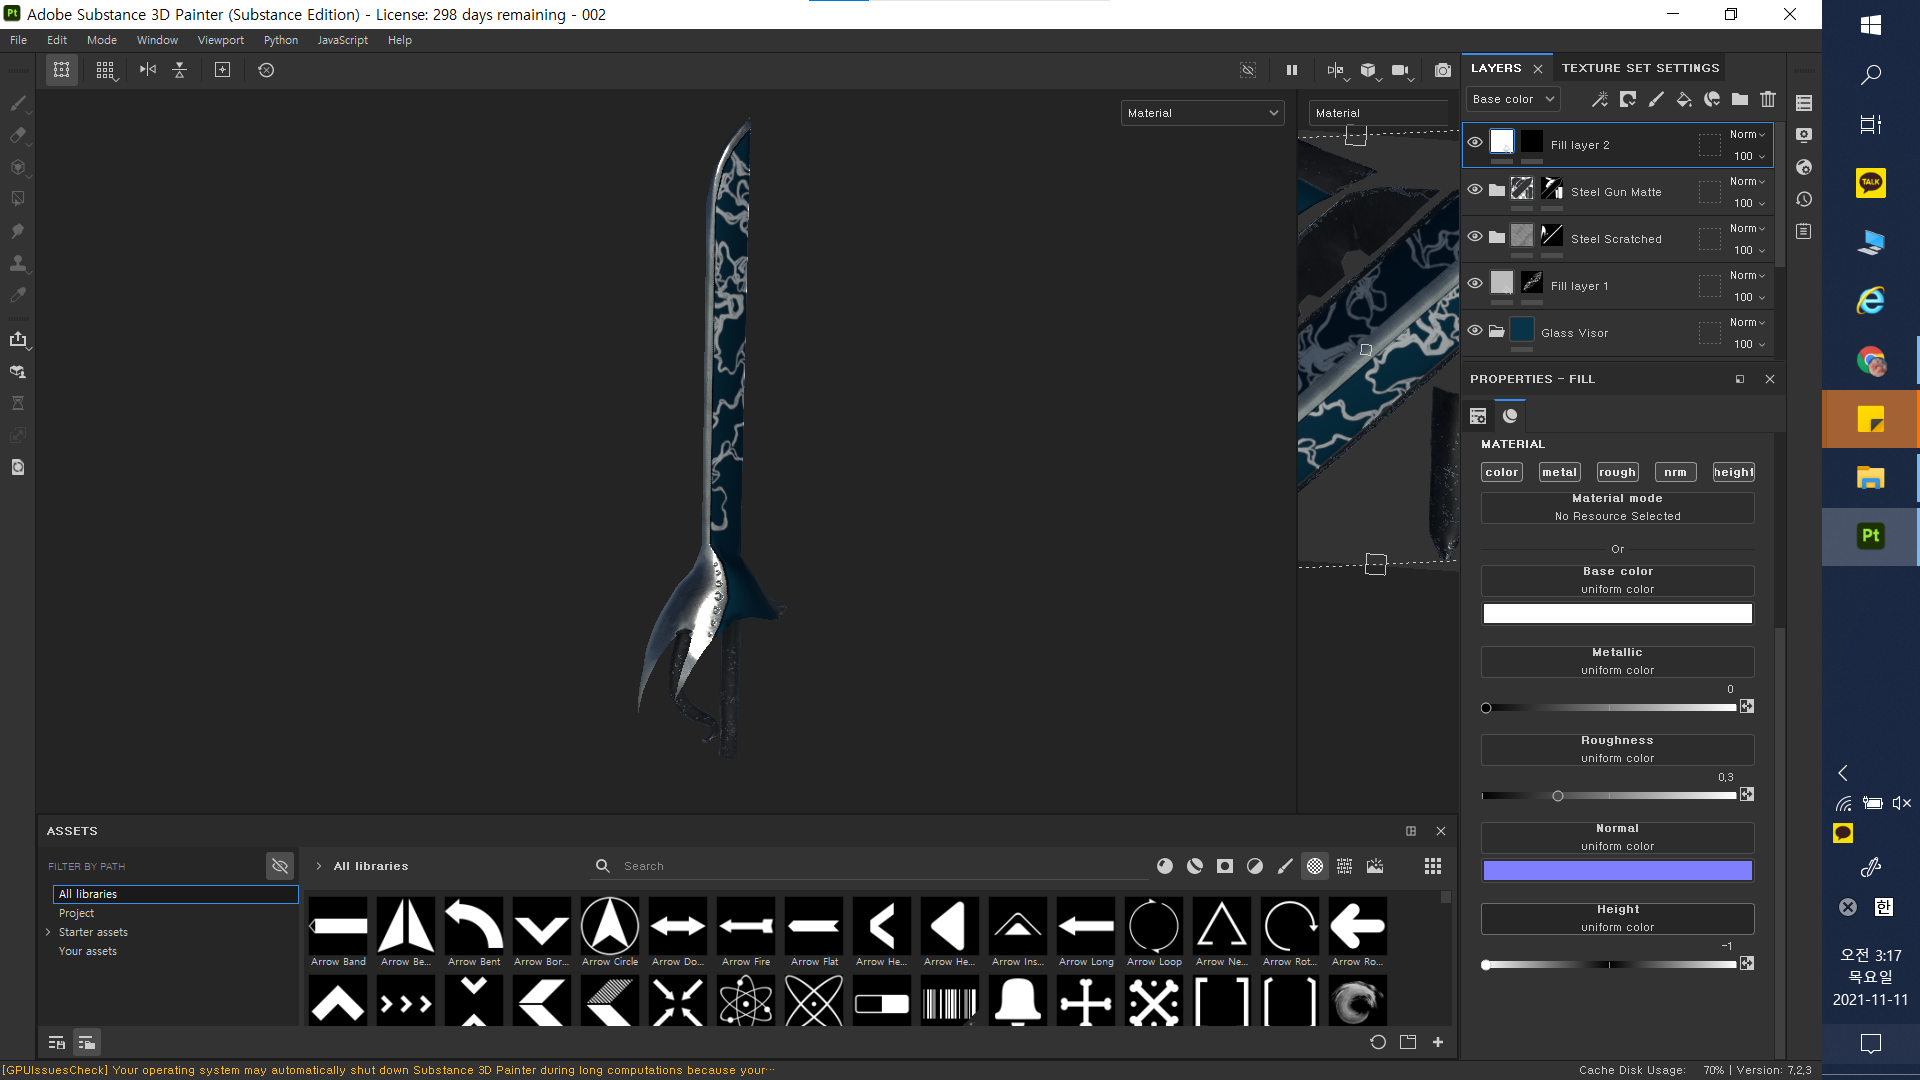 Pt Adobe Substance 3D Painter (Substance Edition) - License: 298 days remaining - 002
File Edit Mode Window Viewport Python JavaScript Help
Material
Material
LAYERS TEXTURE SET SETTINGS
Base color
Fill layer 2 Norm 100
Steel Gun Matte Norm 100
Steel Scratched Norm 100
Fill layer 1 Norm 100
Glass Visor Norm 100
PROPERTIES - FILL
MATERIAL
color metal rough nrm height
Material mode
No Resource Selected
Or
Base color
uniform color
Metallic
uniform color
0
Roughness
uniform color
0,3
Normal
uniform color
Height
uniform color
-1
ASSETS
FILTER BY PATH
All libraries
Project
Starter assets
Your assets
All libraries
Search
Arrow Band Arrow Be... Arrow Bent Arrow Bor... Arrow Circle Arrow Do... Arrow Fire Arrow Flat Arrow He... Arrow He... Arrow Ins... Arrow Long Arrow Loop Arrow Ne... Arrow Rot... Arrow Ro...
[GPUIssuesCheck] Your operating system may automatically shut down Substance 3D Painter during long computations because your...
Cache Disk Usage: 70% | Version: 7,2,3
TALK
Pt
한
오전 3:17
목요일
2021-11-11